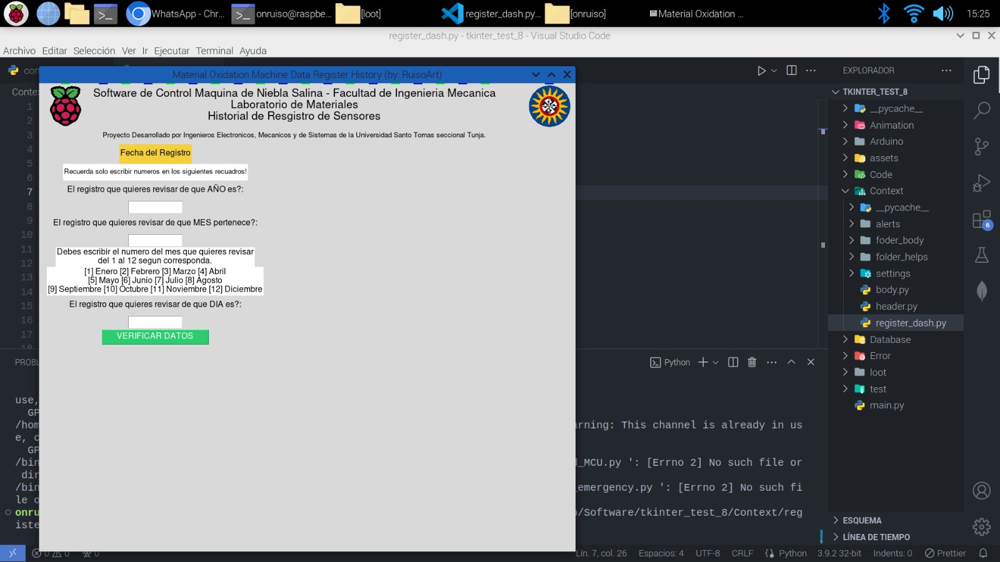 WhatsApp - Chr...
onruiso@raspbe...
[loot]
register_dash.py...
[onruiso]
Material Oxidation ...
15:25
register_dash.py - tkinter_test_8 - Visual Studio Code
Archivo Editar Selección Ver Ir Ejecutar Terminal Ayuda
con
Conte
1
2
3
4
5
6
7
8
9
10
11
12
13
14
15
16
17
18
Material Oxidation Machine Data Register History (by: RuisoArt)
Software de Control Maquina de Niebla Salina - Facultad de Ingenieria Mecanica
Laboratorio de Materiales
Historial de Resgistro de Sensores
Proyecto Desarrollado por Ingenieros Electronicos, Mecanicos y de Sistemas de la Universidad Santo Tomas seccional Tunja.
Fecha del Registro
Recuerda solo escribir numeros en los siguientes recuadros!
El registro que quieres revisar de que AÑO es?:
El registro que quieres revisar de que MES pertenece?:
Debes escribir el numero del mes que quieres revisar
del 1 al 12 segun corresponda.
[1] Enero [2] Febrero [3] Marzo [4] Abril
[5] Mayo [6] Junio [7] Julio [8] Agosto
[9] Septiembre [10] Octubre [11] Noviembre [12] Diciembre
El registro que quieres revisar de que DIA es?:
VERIFICAR DATOS
EXPLORADOR
TKINTER_TEST_8
__pycache__
Animation
Arduino
assets
Code
Context
__pycache__
alerts
foder_body
folder_helps
settings
body.py
header.py
register_dash.py
Database
Error
loot
test
main.py
ESQUEMA
LÍNEA DE TIEMPO
6
PROBL
Python
use,
GP
/hom arning: This channel is already in us
e, c
GP
/bin d_MCU.py ': [Errno 2] No such file or
dir
/bin _emergency.py ': [Errno 2] No such fi
le o
onru o/Software/tkinter_test_8/Context/reg
iste
0 0 0
Lín. 7, col. 26 Espacios: 4 UTF-8 CRLF Python 3.9.2 32-bit Indents: 0 Prettier